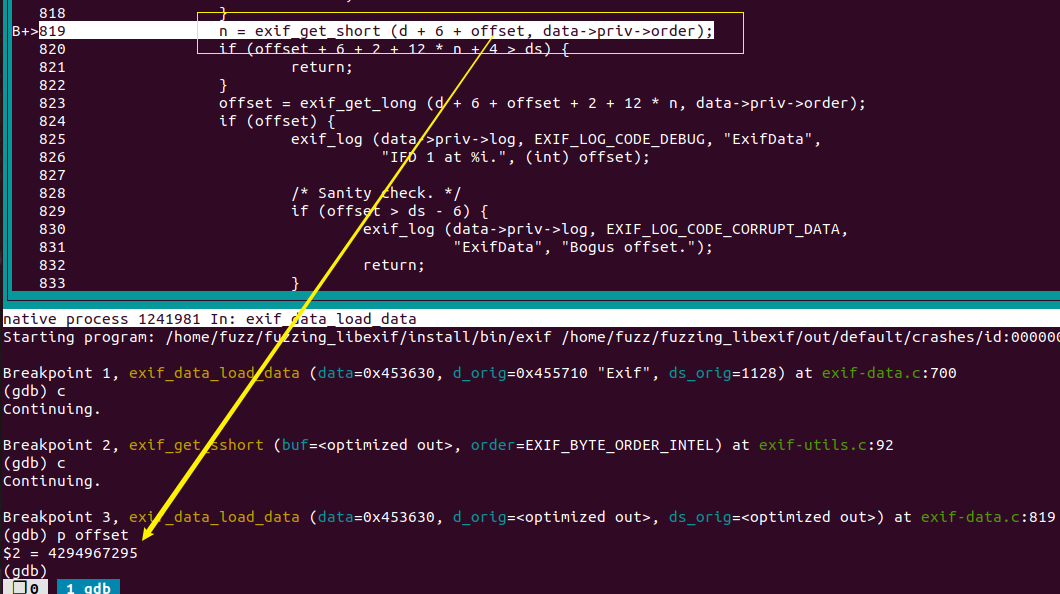 818 }
B+>819 n = exif_get_short (d + 6 + offset, data->priv->order);
820 if (offset + 6 + 2 + 12 * n + 4 > ds) {
821 return;
822 }
823 offset = exif_get_long (d + 6 + offset + 2 + 12 * n, data->priv->order);
824 if (offset) {
825 exif_log (data->priv->log, EXIF_LOG_CODE_DEBUG, "ExifData",
826 "IFD 1 at %i.", (int) offset);
827
828 /* Sanity check. */
829 if (offset > ds - 6) {
830 exif_log (data->priv->log, EXIF_LOG_CODE_CORRUPT_DATA,
831 "ExifData", "Bogus offset.");
832 return;
833 }
native process 1241981 In: exif_data_load_data
Starting program: /home/fuzz/fuzzing_libexif/install/bin/exif /home/fuzz/fuzzing_libexif/out/default/crashes/id:000000
Breakpoint 1, exif_data_load_data (data=0x453630, d_orig=0x455710 "Exif", ds_orig=1128) at exif-data.c:700
(gdb) c
Continuing.
Breakpoint 2, exif_get_sshort (buf=<optimized out>, order=EXIF_BYTE_ORDER_INTEL) at exif-utils.c:92
(gdb) c
Continuing.
Breakpoint 3, exif_data_load_data (data=0x453630, d_orig=<optimized out>, ds_orig=<optimized out>) at exif-data.c:819
(gdb) p offset
$2 = 4294967295
(gdb)
0 1 gdb